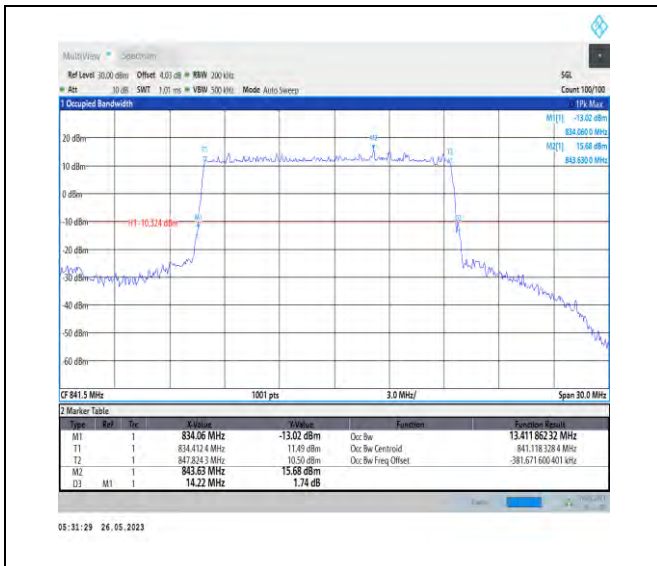 MultiView Spectrum
Ref Level 30.00 dBm Offset 4.03 dB RBW 200 kHz SGL
Att 30 dB SWT 1.01 ms VBW 500 kHz Mode Auto Sweep Count 100/100
1 Occupied Bandwidth 1Pk Max
M1[1] -13.02 dBm
834.060 0 MHz
M2[1] 15.68 dBm
843.630 0 MHz
20 dBm
10 dBm
0 dBm
-10 dBm
H1 -10.324 dBm
-20 dBm
-30 dBm
-40 dBm
-50 dBm
-60 dBm
T1
M2
T2
M1
D3
CF 841.5 MHz 1001 pts 3.0 MHz/ Span 30.0 MHz
2 Marker Table
Type Ref Trc X-Value Y-Value Function Function Result
M1 1 834.06 MHz -13.02 dBm Occ Bw 13.411 862 32 MHz
T1 1 834.412 4 MHz 11.49 dBm Occ Bw Centroid 841.118 328 4 MHz
T2 1 847.824 3 MHz 10.50 dBm Occ Bw Freq Offset -381.671 600 401 kHz
M2 1 843.63 MHz 15.68 dBm
D3 M1 1 14.22 MHz 1.74 dB
05:31:29 26.05.2023